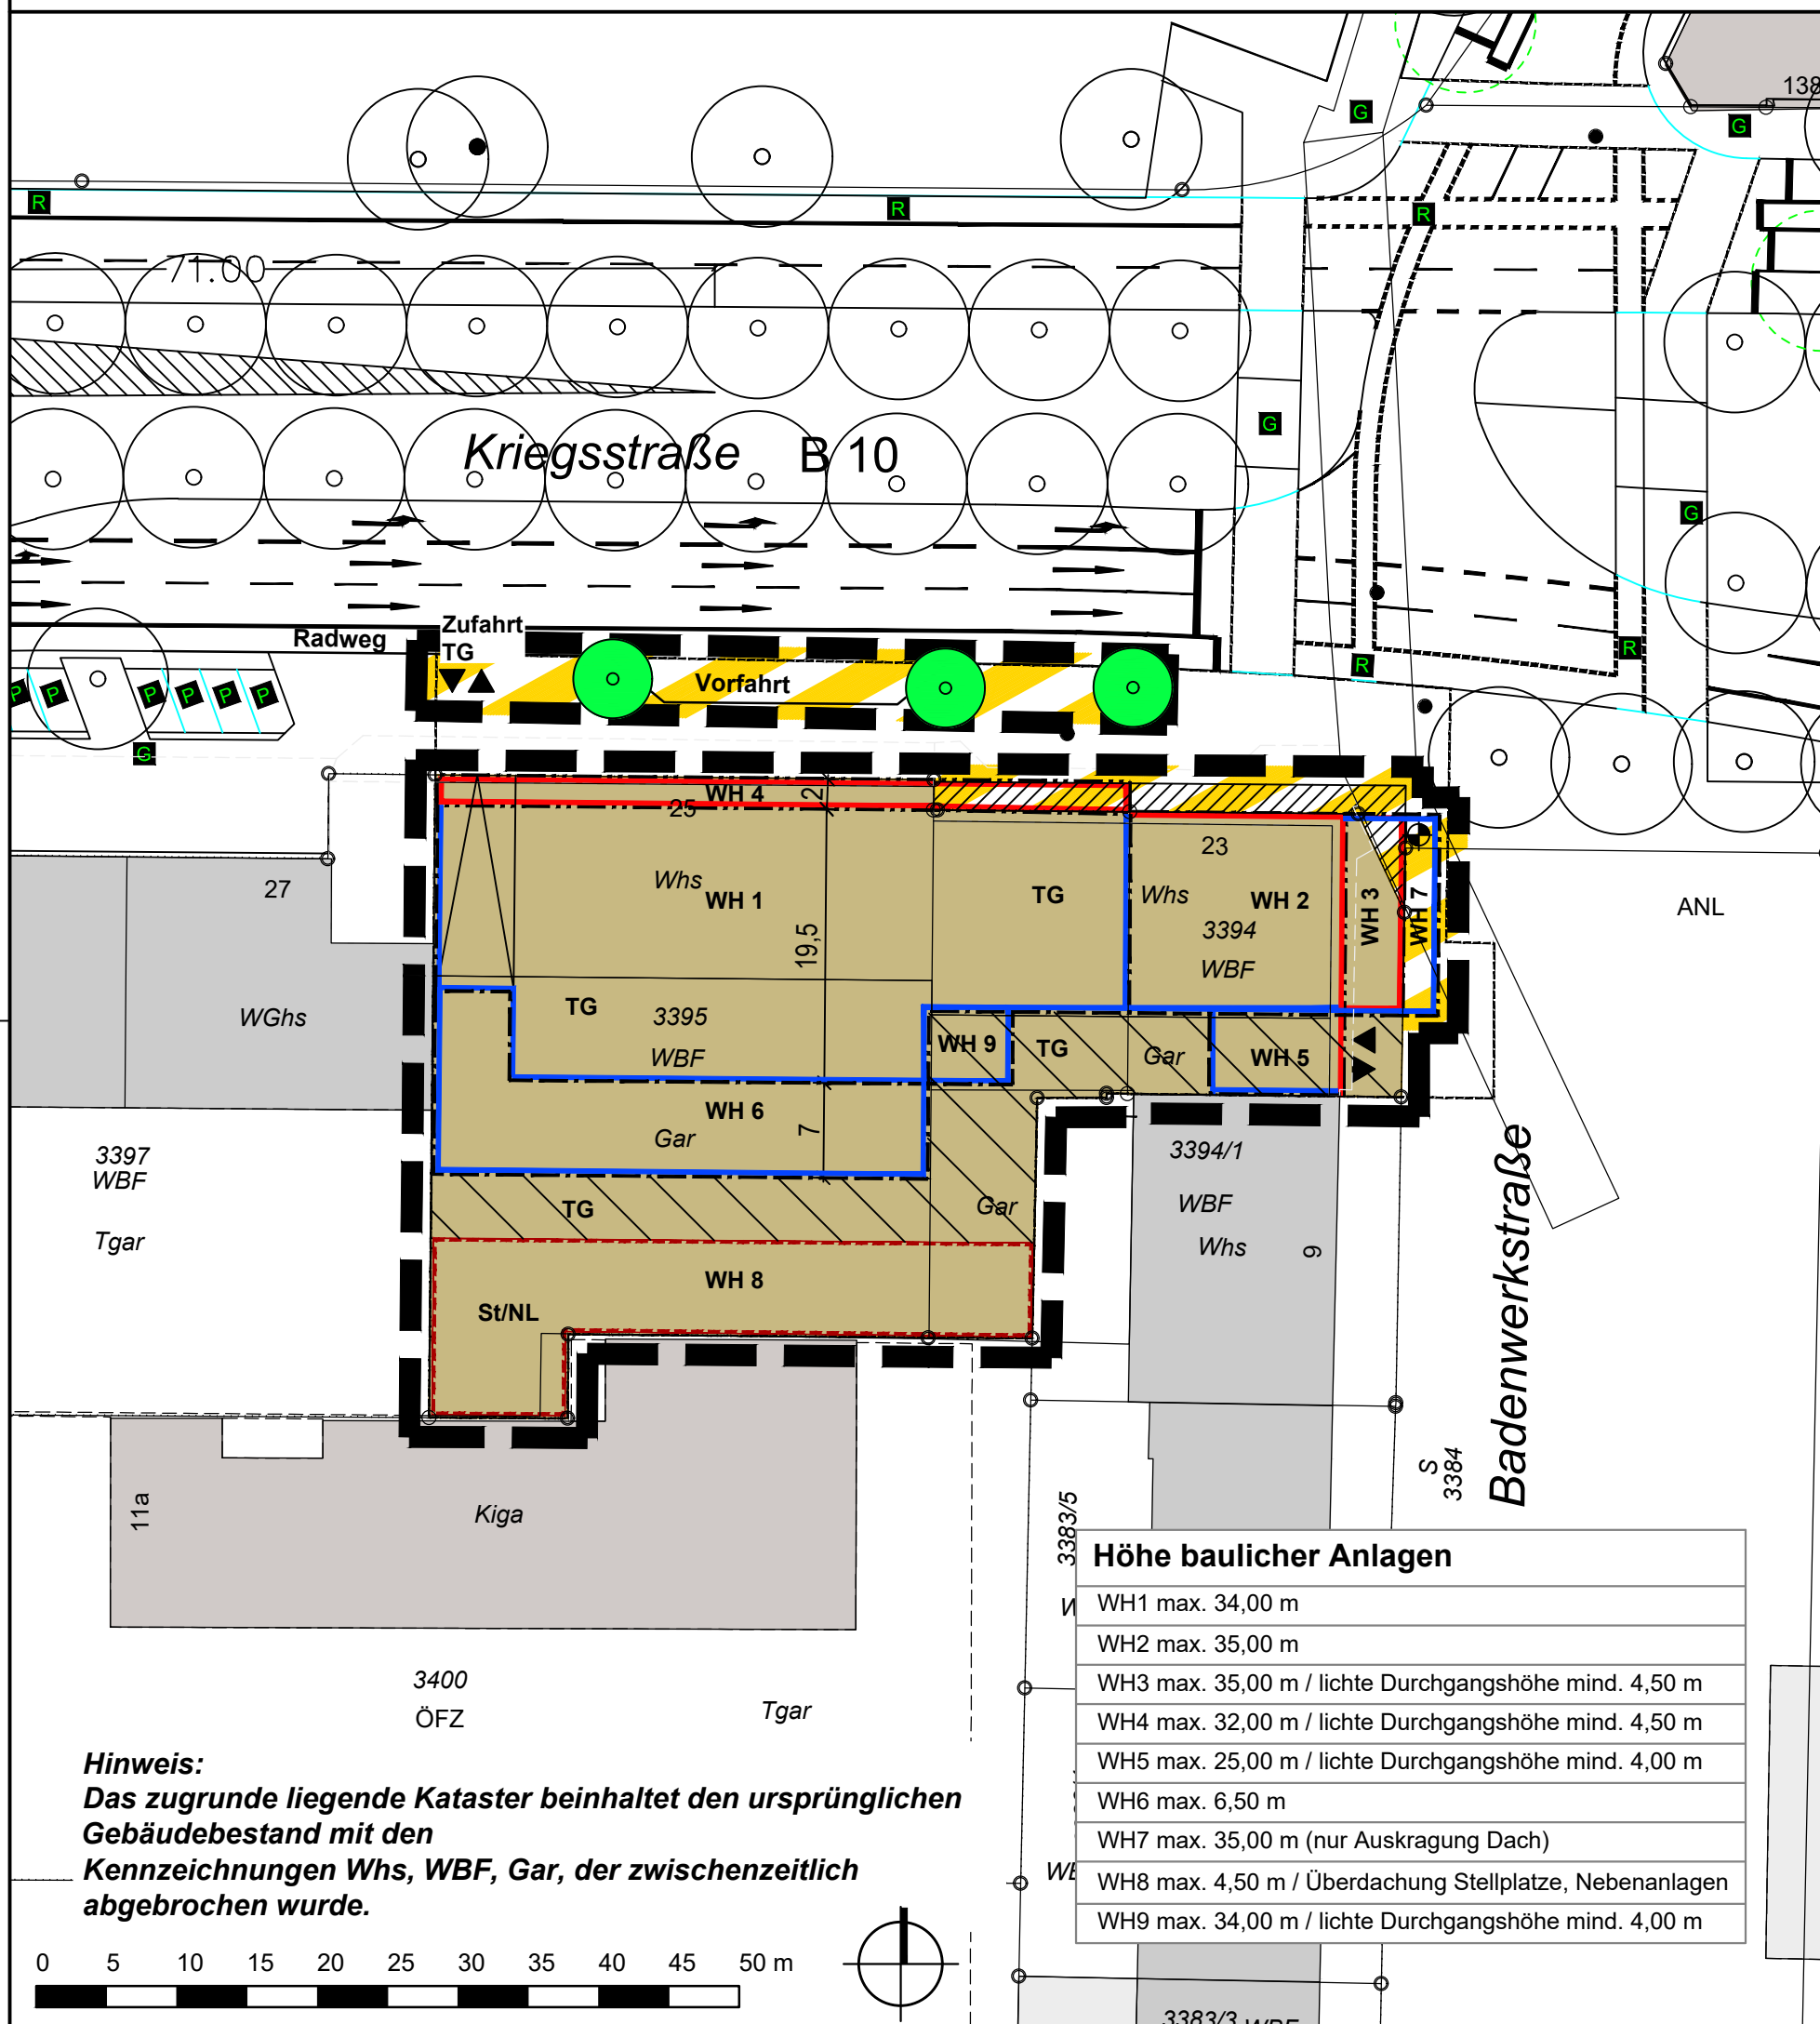 138
G
G
R
R
R
71.00
G
Kriegsstraße B 10
G
Zufahrt
Radweg
TG
R
R
P
P
P
P
P
P
Vorfahrt
G
WH 4
2
25
23
27
Whs
WH 1
TG
Whs
WH 2
WH 3
WH 7
ANL
3394
19,5
WBF
TG
3395
WGhs
WBF
WH 9
TG
Gar
WH 5
WH 6
7
Gar
3397
WBF
3394/1
TG
Gar
WBF
Tgar
Whs
9
WH 8
St/NL
Badenwerkstraße
S
3384
11a
Kiga
3383/5
3400
ÖFZ
Tgar
Höhe baulicher Anlagen
WH1 max. 34,00 m
WH2 max. 35,00 m
WH3 max. 35,00 m / lichte Durchgangshöhe mind. 4,50 m
WH4 max. 32,00 m / lichte Durchgangshöhe mind. 4,50 m
WH5 max. 25,00 m / lichte Durchgangshöhe mind. 4,00 m
WH6 max. 6,50 m
WH7 max. 35,00 m (nur Auskragung Dach)
WH8 max. 4,50 m / Überdachung Stellplatze, Nebenanlagen
WH9 max. 34,00 m / lichte Durchgangshöhe mind. 4,00 m
Hinweis:
Das zugrunde liegende Kataster beinhaltet den ursprünglichen
Gebäudebestand mit den
Kennzeichnungen Whs, WBF, Gar, der zwischenzeitlich
abgebrochen wurde.
0 5 10 15 20 25 30 35 40 45 50 m
3383/3 WBF